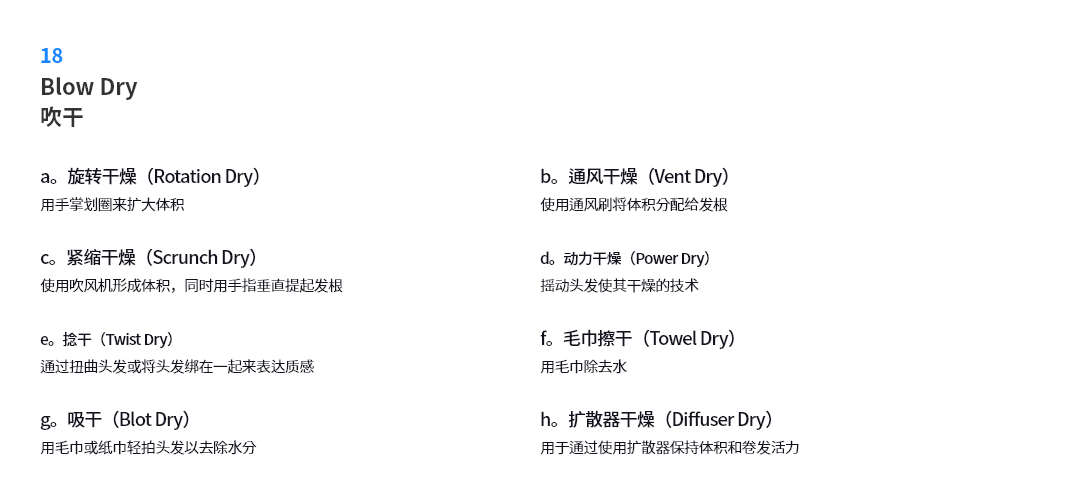 18
Blow Dry
吹干
a。旋转干燥（Rotation Dry）
用手掌划圈来扩大体积
b。通风干燥（Vent Dry）
使用通风刷将体积分配给发根
c。紧缩干燥（Scrunch Dry）
使用吹风机形成体积，同时用手指垂直提起发根
d。动力干燥（Power Dry）
摇动头发使其干燥的技术
e。捻干（Twist Dry）
通过扭曲头发或将头发绑在一起来表达质感
f。毛巾擦干（Towel Dry）
用毛巾除去水
g。吸干（Blot Dry）
用毛巾或纸巾轻拍头发以去除水分
h。扩散器干燥（Diffuser Dry）
用于通过使用扩散器保持体积和卷发活力